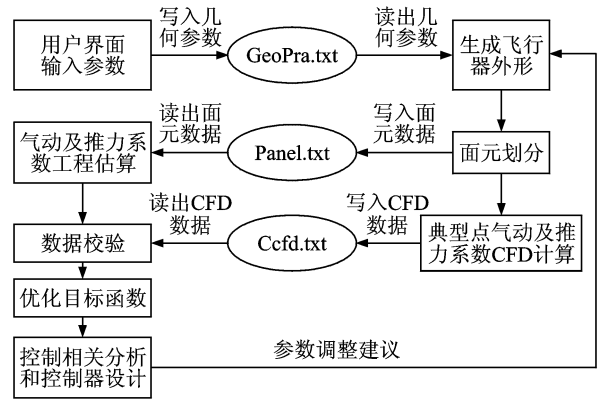 用户界面
输入参数
写入几
何参数
GeoPra.txt
读出几
何参数
生成飞行
器外形
气动及推力系
数工程估算
读出面
元数据
Panel.txt
写入面
元数据
面元划分
数据校验
读出CFD
数据
Ccfd.txt
写入CFD
数据
典型点气动及推
力系数CFD计算
优化目标函数
控制相关分析
和控制器设计
参数调整建议